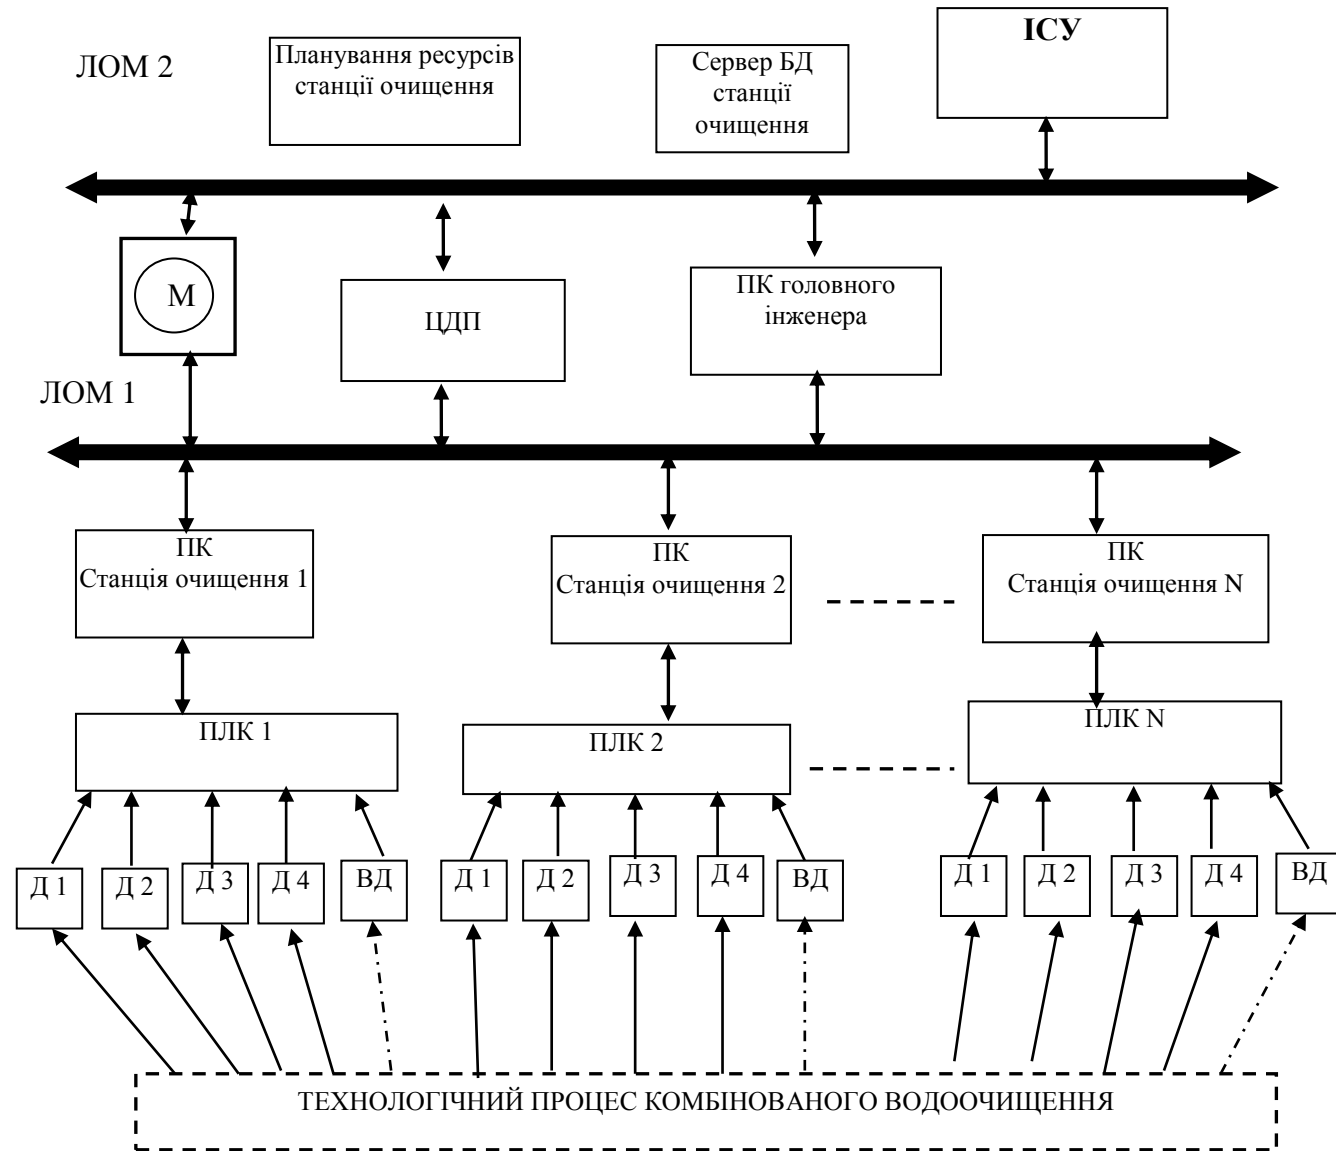 ІСУ
ЛОМ 2
Планування ресурсів
станції очищення
Сервер БД
станції
очищення
М
ЦДП
ПК головного
інженера
ЛОМ 1
ПК
Станція очищення 1
ПК
Станція очищення 2
ПК
Станція очищення N
ПЛК 1
ПЛК 2
ПЛК N
Д 1
Д 2
Д 3
Д 4
ВД
Д 1
Д 2
Д 3
Д 4
ВД
Д 1
Д 2
Д 3
Д 4
ВД
ТЕХНОЛОГІЧНИЙ ПРОЦЕС КОМБІНОВАНОГО ВОДООЧИЩЕННЯ